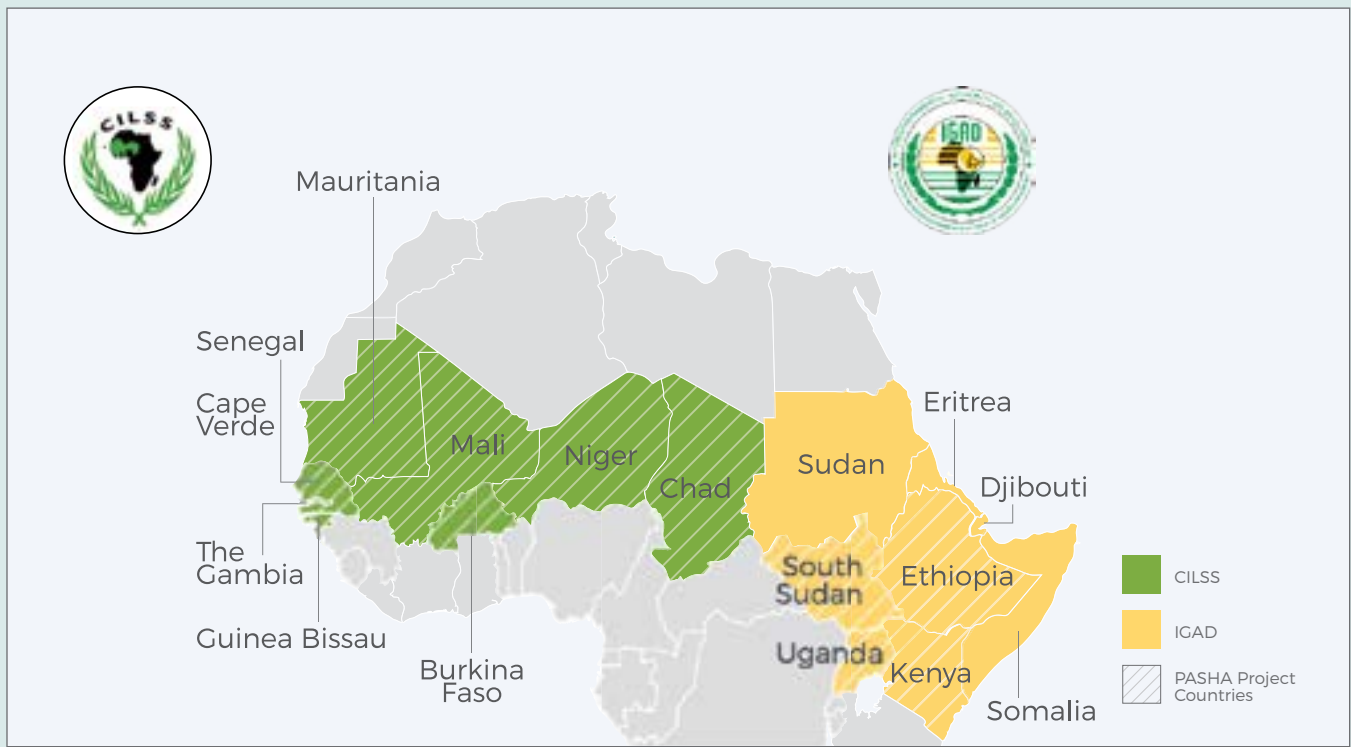 CILSS
IGAD
Mauritania
Senegal
Cape
Verde
Eritrea
Mali
Niger
Chad
Sudan
Djibouti
The
Gambia
South
Sudan
Ethiopia
CILSS
Guinea Bissau
Uganda
IGAD
Burkina
Faso
Kenya
PASHA Project
Countries
Somalia